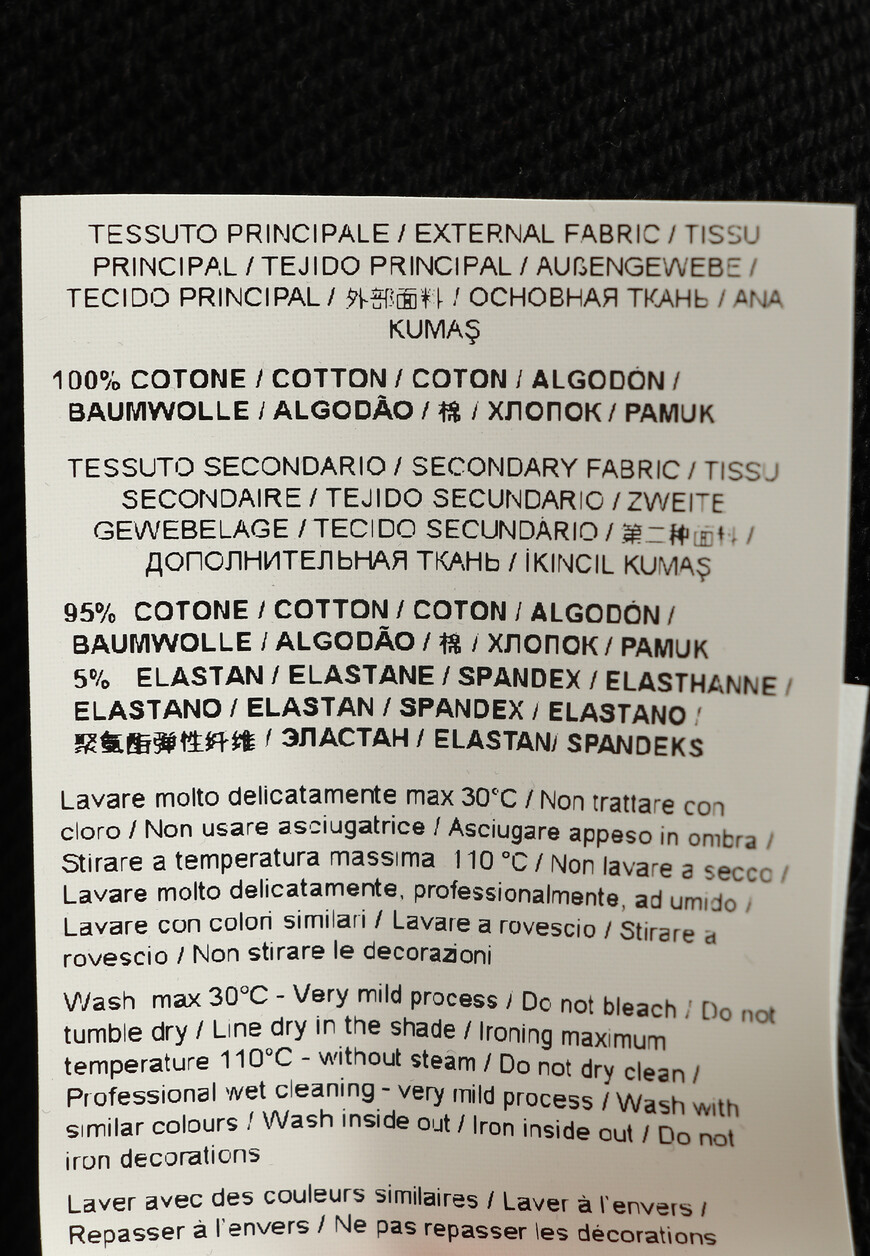 TESSUTO PRINCIPALE / EXTERNAL FABRIC / TISSU
PRINCIPAL / TEJIDO PRINCIPAL / AUßENGEWEBE /
TECIDO PRINCIPAL / 外部面料 / ОСНОВНАЯ ТКАНЬ / ANA
KUMAŞ
100% COTONE / COTTON / COTON / ALGODÓN /
BAUMWOLLE / ALGODÃO / 棉 / ХЛОПОК / PAMUK
TESSUTO SECONDARIO / SECONDARY FABRIC / TISSU
SECONDAIRE / TEJIDO SECUNDARIO / ZWEITE
GEWEBELAGE / TECIDO SECUNDÁRIO / 第二种面料 /
ДОПОЛНИТЕЛЬНАЯ ТКАНЬ / İKINCIL KUMAŞ
95% COTONE / COTTON / COTON / ALGODÓN /
BAUMWOLLE / ALGODÃO / 棉 / ХЛОПОК / PAMUK
5% ELASTAN / ELASTANE / SPANDEX / ELASTHANNE /
ELASTANO / ELASTAN / SPANDEX / ELASTANO /
聚氨酯弹性纤维 / ЭЛАСТАН / ELASTAN/ SPANDEKS
Lavare molto delicatamente max 30°C / Non trattare con
cloro / Non usare asciugatrice / Asciugare appeso in ombra /
Stirare a temperatura massima 110 °C / Non lavare a secco /
Lavare molto delicatamente, professionalmente, ad umido /
Lavare con colori similari / Lavare a rovescio / Stirare a
rovescio / Non stirare le decorazioni
Wash max 30°C - Very mild process / Do not bleach / Do not
tumble dry / Line dry in the shade / Ironing maximum
temperature 110°C - without steam / Do not dry clean /
Professional wet cleaning - very mild process / Wash with
similar colours / Wash inside out / Iron inside out / Do not
iron decorations
Laver avec des couleurs similaires / Laver à l'envers /
Repasser à l'envers / Ne pas repasser les décorations